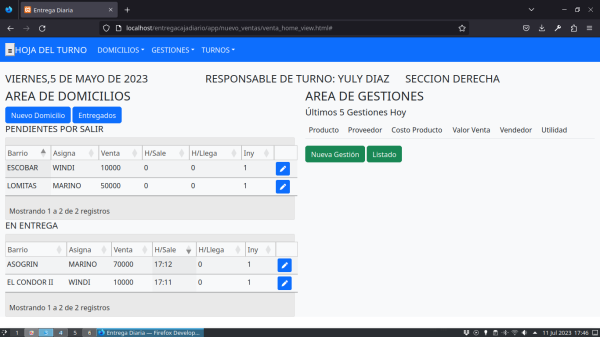 Entrega Diaria
localhost/entregacajadiario/app/nuevo_ventas/venta_home_view.html#
HOJA DEL TURNO DOMICILIOS GESTIONES TURNOS
VIERNES,5 DE MAYO DE 2023 RESPONSABLE DE TURNO: YULY DIAZ SECCION DERECHA
AREA DE DOMICILIOS
Nuevo Domicilio Entregados
PENDIENTES POR SALIR
Barrio Asigna Venta H/Sale H/Llega Iny
ESCOBAR WINDI 10000 0 0 1
LOMITAS MARINO 50000 0 0 1
Mostrando 1 a 2 de 2 registros
EN ENTREGA
Barrio Asigna Venta H/Sale H/Llega Iny
ASOGRIN MARINO 70000 17:12 0 1
EL CONDOR II WINDI 10000 17:11 0 1
Mostrando 1 a 2 de 2 registros
AREA DE GESTIONES
Últimos 5 Gestiones Hoy
Producto Proveedor Costo Producto Valor Venta Vendedor Utilidad
Nueva Gestión Listado
1 2 3 4 5 6 Entrega Diaria — Firefox Develop... 11 Jul 2023 17:46